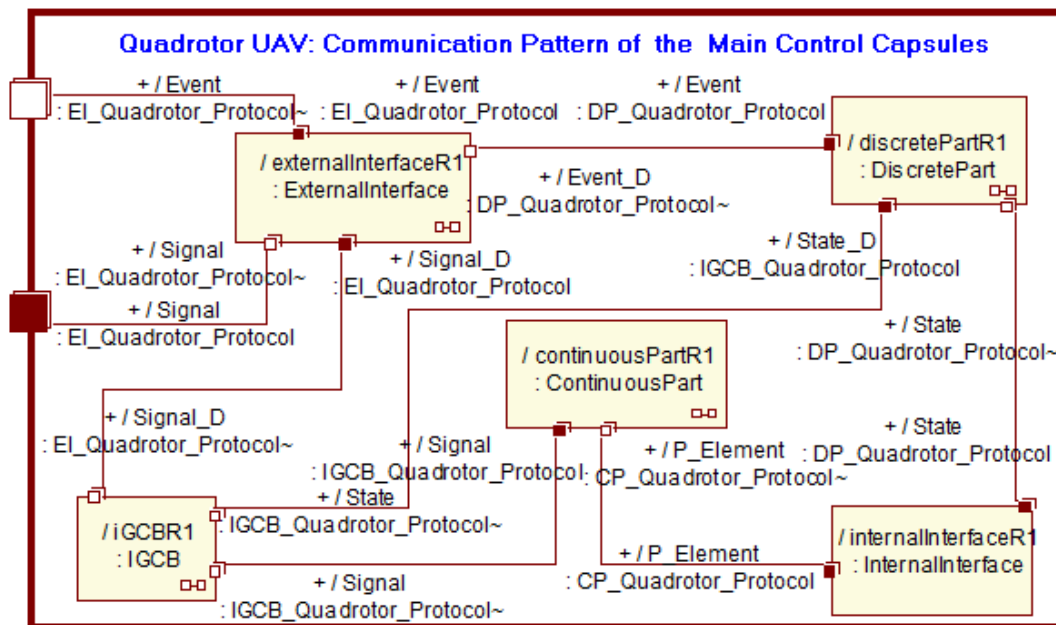 Quadrotor UAV: Communication Pattern of the Main Control Capsules
+ / Event
: EI_Quadrotor_Protocol~
+ / Event
: EI_Quadrotor_Protocol
+ / Event
: DP_Quadrotor_Protocol
/ externalInterfaceR1
: ExternalInterface
/ discretePartR1
: DiscretePart
+ / Event_D
: DP_Quadrotor_Protocol~
+ / Signal
: EI_Quadrotor_Protocol~
+ / Signal
: EI_Quadrotor_Protocol
+ / Signal_D
: EI_Quadrotor_Protocol
+ / State_D
: IGCB_Quadrotor_Protocol
/ continuousPartR1
: ContinuousPart
+ / State
: DP_Quadrotor_Protocol~
+ / Signal_D
: EI_Quadrotor_Protocol~
+ / Signal
: IGCB_Quadrotor_Protocol
+ / P_Element
: CP_Quadrotor_Protocol~
+ / State
: DP_Quadrotor_Protocol
+ / State
: IGCB_Quadrotor_Protocol~
/ iGCBR1
: IGCB
+ / Signal
: IGCB_Quadrotor_Protocol~
+ / P_Element
: CP_Quadrotor_Protocol
/ internalInterfaceR1
: InternalInterface